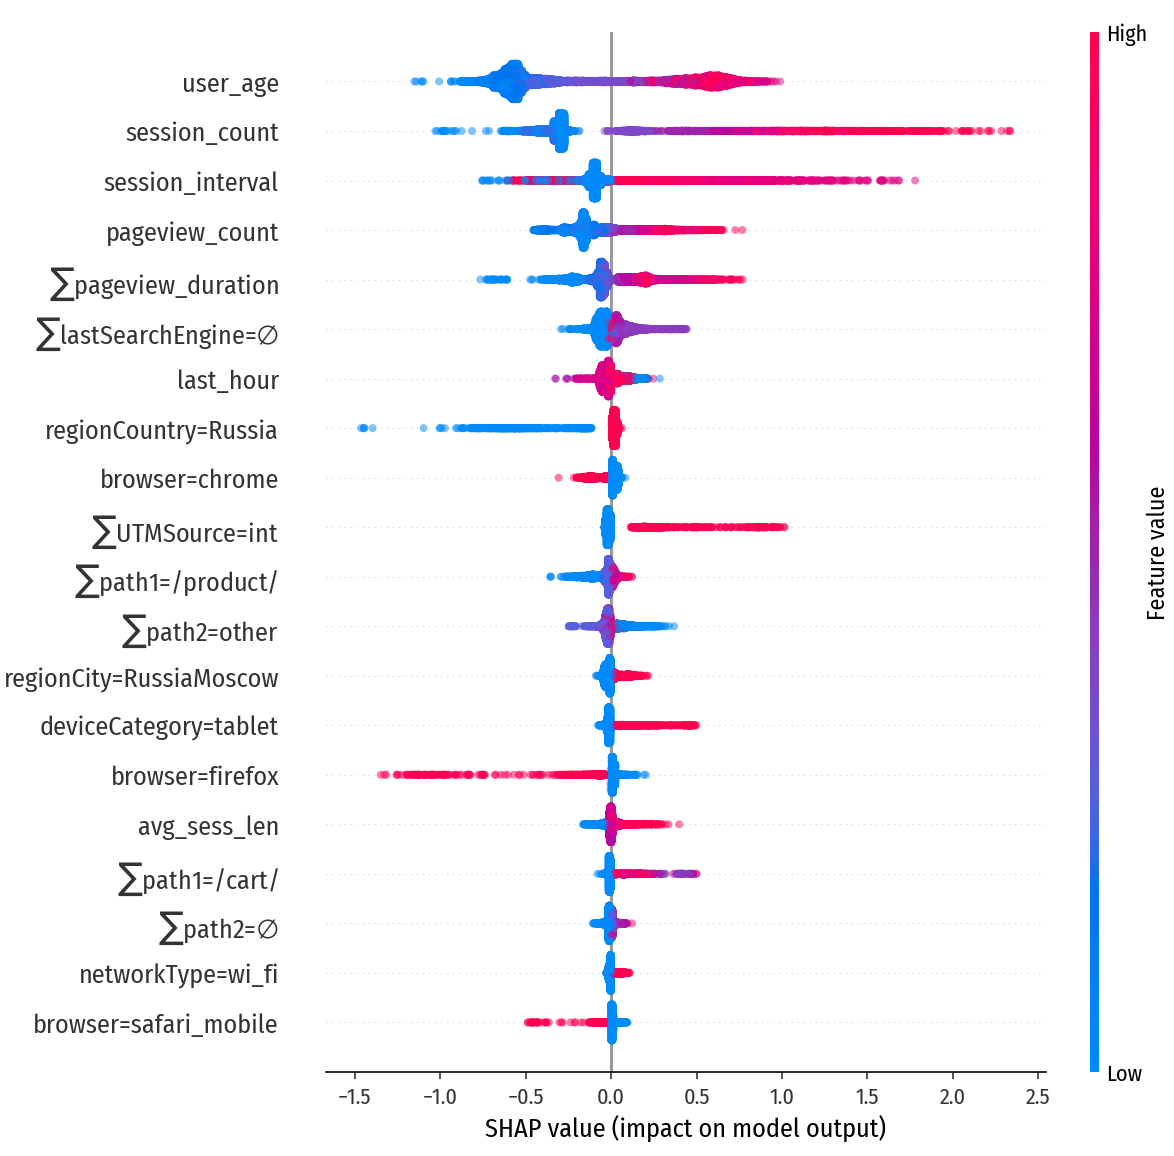 High
user_age
session_count
session_interval
pageview_count
∑pageview_duration
∑lastSearchEngine=∅
last_hour
regionCountry=Russia
browser=chrome
∑UTMSource=int
∑path1=/product/
∑path2=other
regionCity=RussiaMoscow
deviceCategory=tablet
browser=firefox
avg_sess_len
∑path1=/cart/
∑path2=∅
networkType=wi_fi
browser=safari_mobile
Feature value
Low
−1.5 −1.0 −0.5 0.0 0.5 1.0 1.5 2.0 2.5
SHAP value (impact on model output)